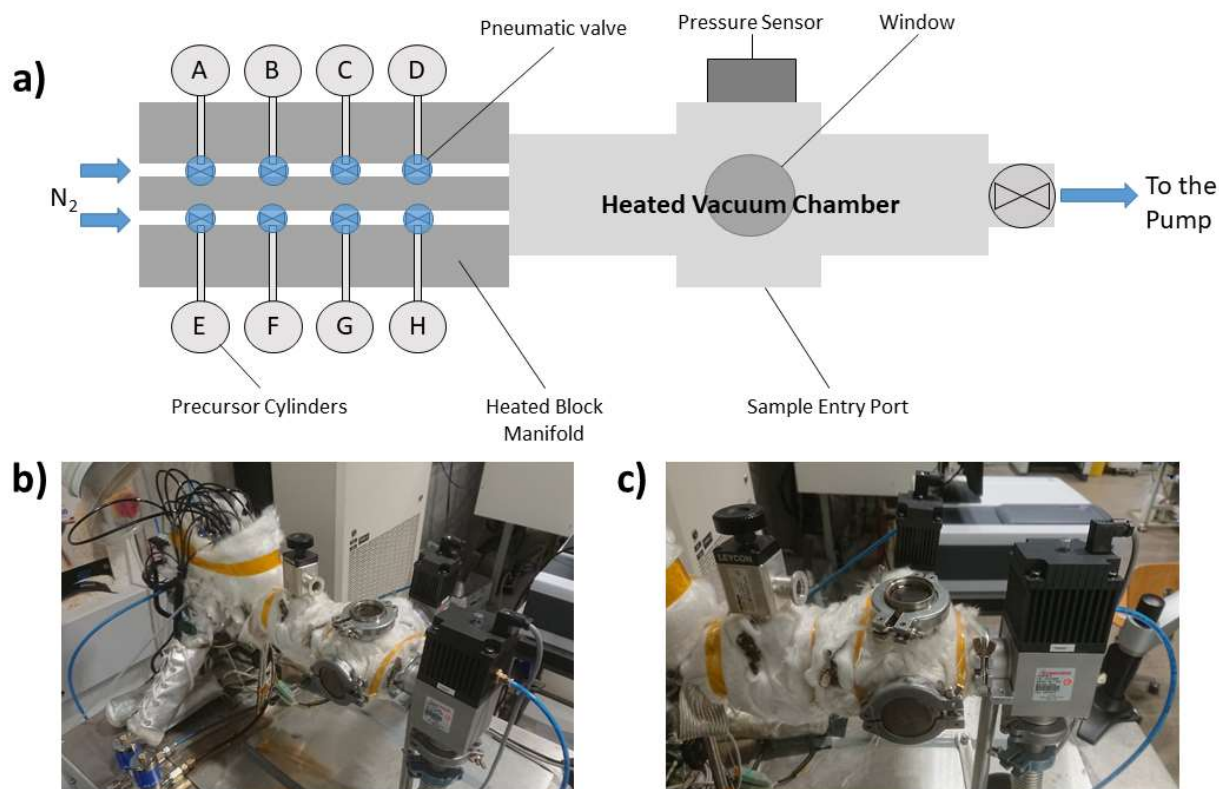 a)
Pneumatic valve
Pressure Sensor
Window
A
B
C
D
N2
Heated Vacuum Chamber
To the
Pump
E
F
G
H
Precursor Cylinders
Heated Block
Manifold
Sample Entry Port
b)
c)
LEYCON